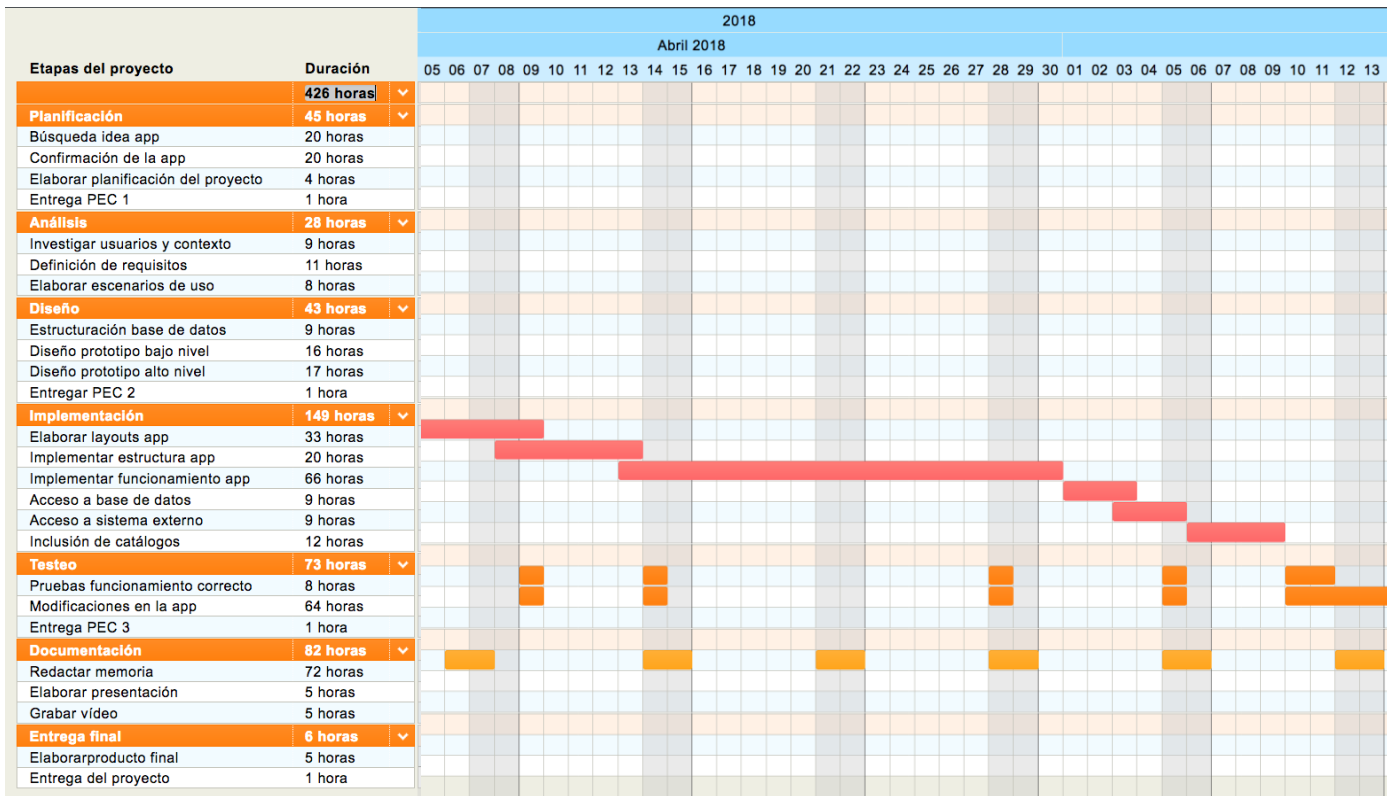 2018
Abril 2018
Etapas del proyecto Duración 05 06 07 08 09 10 11 12 13 14 15 16 17 18 19 20 21 22 23 24 25 26 27 28 29 30 01 02 03 04 05 06 07 08 09 10 11 12 13
426 horas
Planificación 45 horas
Búsqueda idea app 20 horas
Confirmación de la app 20 horas
Elaborar planificación del proyecto 4 horas
Entrega PEC 1 1 hora
Análisis 28 horas
Investigar usuarios y contexto 9 horas
Definición de requisitos 11 horas
Elaborar escenarios de uso 8 horas
Diseño 43 horas
Estructuración base de datos 9 horas
Diseño prototipo bajo nivel 16 horas
Diseño prototipo alto nivel 17 horas
Entregar PEC 2 1 hora
Implementación 149 horas
Elaborar layouts app 33 horas
Implementar estructura app 20 horas
Implementar funcionamiento app 66 horas
Acceso a base de datos 9 horas
Acceso a sistema externo 9 horas
Inclusión de catálogos 12 horas
Testeo 73 horas
Pruebas funcionamiento correcto 8 horas
Modificaciones en la app 64 horas
Entrega PEC 3 1 hora
Documentación 82 horas
Redactar memoria 72 horas
Elaborar presentación 5 horas
Grabar vídeo 5 horas
Entrega final 6 horas
Elaborarproducto final 5 horas
Entrega del proyecto 1 hora